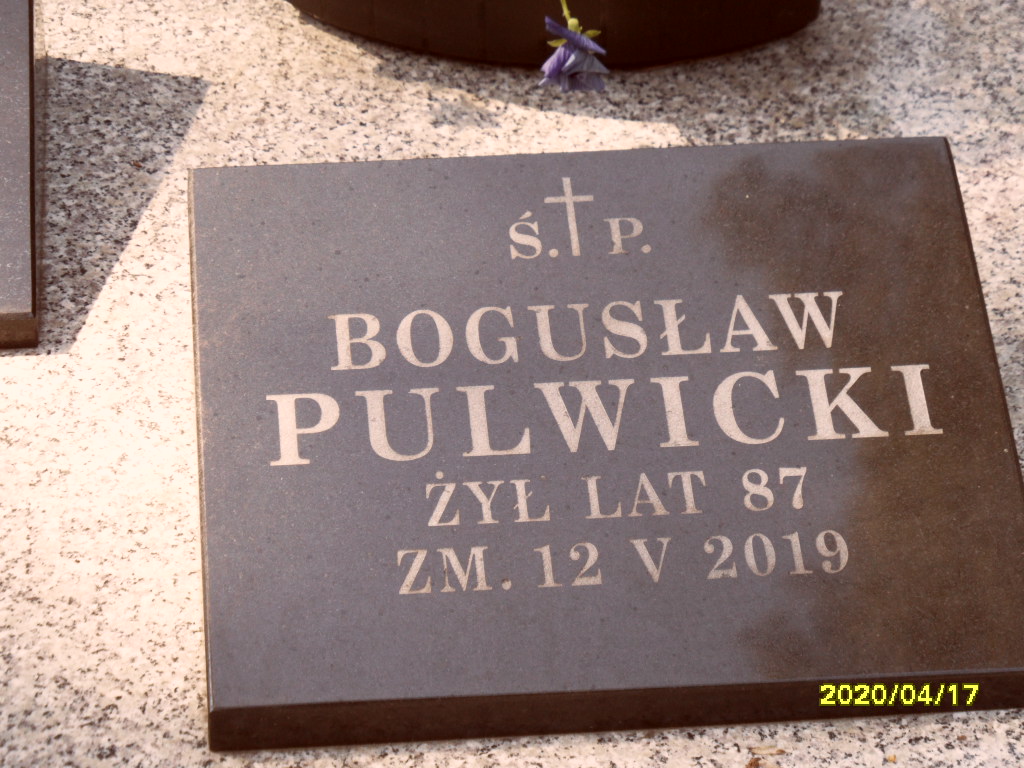 Ś. P.
BOGUSŁAW
PULWICKI
ŻYŁ LAT 87
ZM. 12 V 2019
2020/04/17